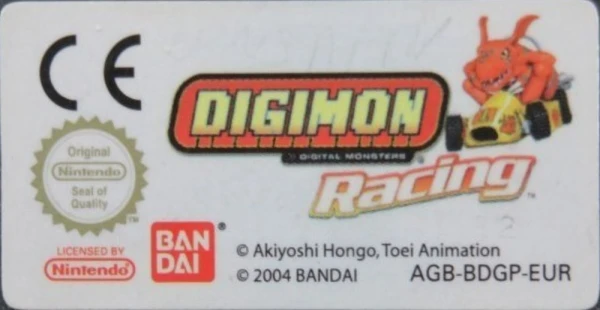 CE
DIGIMON
DIGITAL MONSTERS ®
Racing ™
Original
Nintendo
Seal of
Quality
TM
LICENSED BY
Nintendo
BAN
DAI ®
© Akiyoshi Hongo, Toei Animation
© 2004 BANDAI
AGB-BDGP-EUR